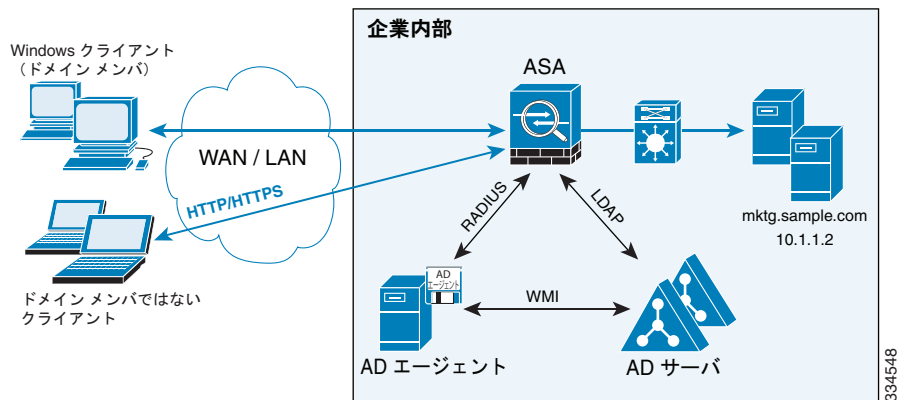 企業内部
Windows クライアント
（ドメイン メンバ）
ASA
WAN / LAN
HTTP/HTTPS
RADIUS
LDAP
mktg.sample.com
10.1.1.2
ドメイン メンバではない
クライアント
AD
エージェント
WMI
AD エージェント
AD サーバ
334548